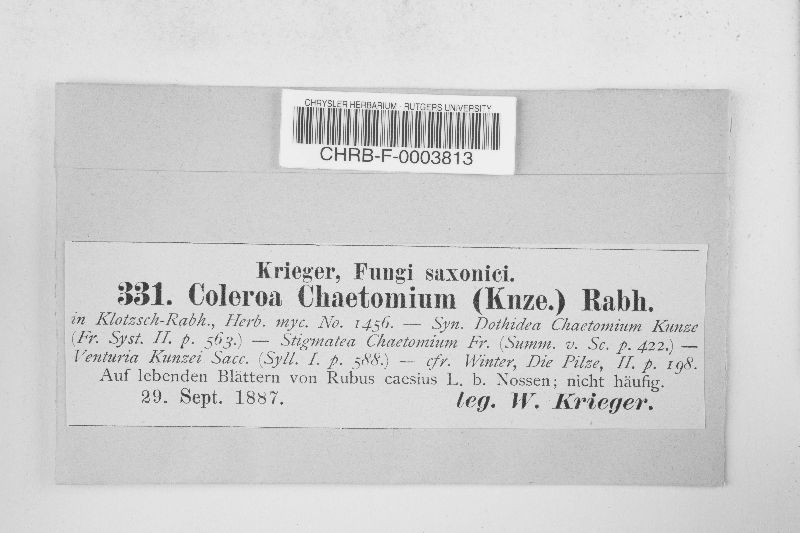 CHRYSLER HERBARIUM - RUTGERS UNIVERSITY
CHRB-F-0003813
Krieger, Fungi saxonici.
331. Coleroa Chaetomium (Knze.) Rabh.
in Klotzsch-Rabh., Herb. myc. No. 1456. — Syn. Dothidea Chaetomium Kunze
(Fr. Syst. II. p. 563.) — Stigmatea Chaetomium Fr. (Summ. v. Sc. p. 422.) —
Venturia Kunzei Sacc. (Syll. I. p. 588.) — cfr. Winter, Die Pilze, II. p. 198.
Auf lebenden Blättern von Rubus caesius L. b. Nossen; nicht häufig.
29. Sept. 1887. leg. W. Krieger.